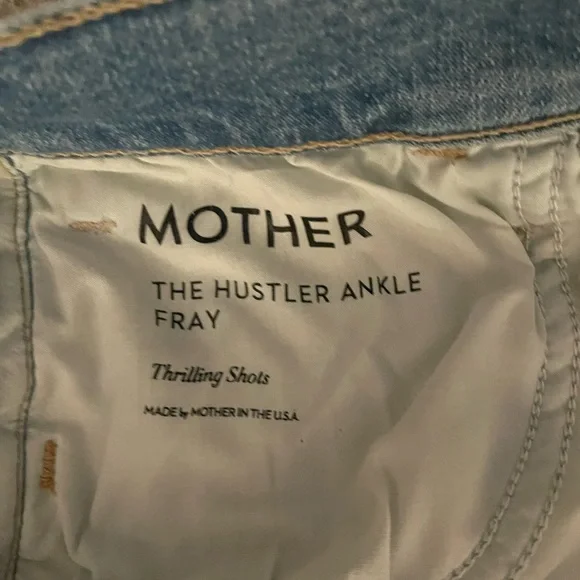 MOTHER
THE HUSTLER ANKLE
FRAY
Thrilling Shots
MADE by MOTHER IN THE U.S.A.